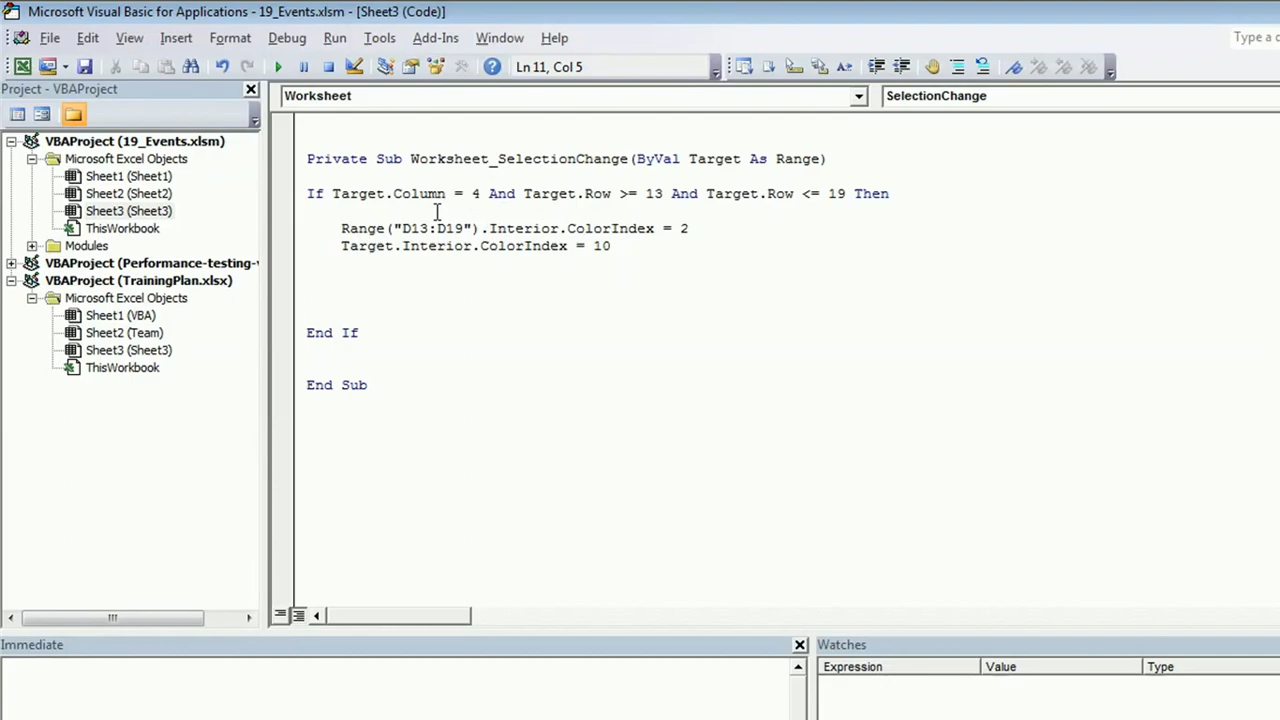 Microsoft Visual Basic for Applications - 19_Events.xlsm - [Sheet3 (Code)]
File Edit View Insert Format Debug Run Tools Add-Ins Window Help
Type a
Ln 11, Col 5
Project - VBAProject
Worksheet
SelectionChange
VBAProject (19_Events.xlsm)
Microsoft Excel Objects
Sheet1 (Sheet1)
Sheet2 (Sheet2)
Sheet3 (Sheet3)
ThisWorkbook
Modules
VBAProject (Performance-testing-
VBAProject (TrainingPlan.xlsx)
Microsoft Excel Objects
Sheet1 (VBA)
Sheet2 (Team)
Sheet3 (Sheet3)
ThisWorkbook
Private Sub Worksheet_SelectionChange(ByVal Target As Range)
If Target.Column = 4 And Target.Row >= 13 And Target.Row <= 19 Then
Range("D13:D19").Interior.ColorIndex = 2
Target.Interior.ColorIndex = 10
End If
End Sub
Immediate
Watches
Expression Value Type